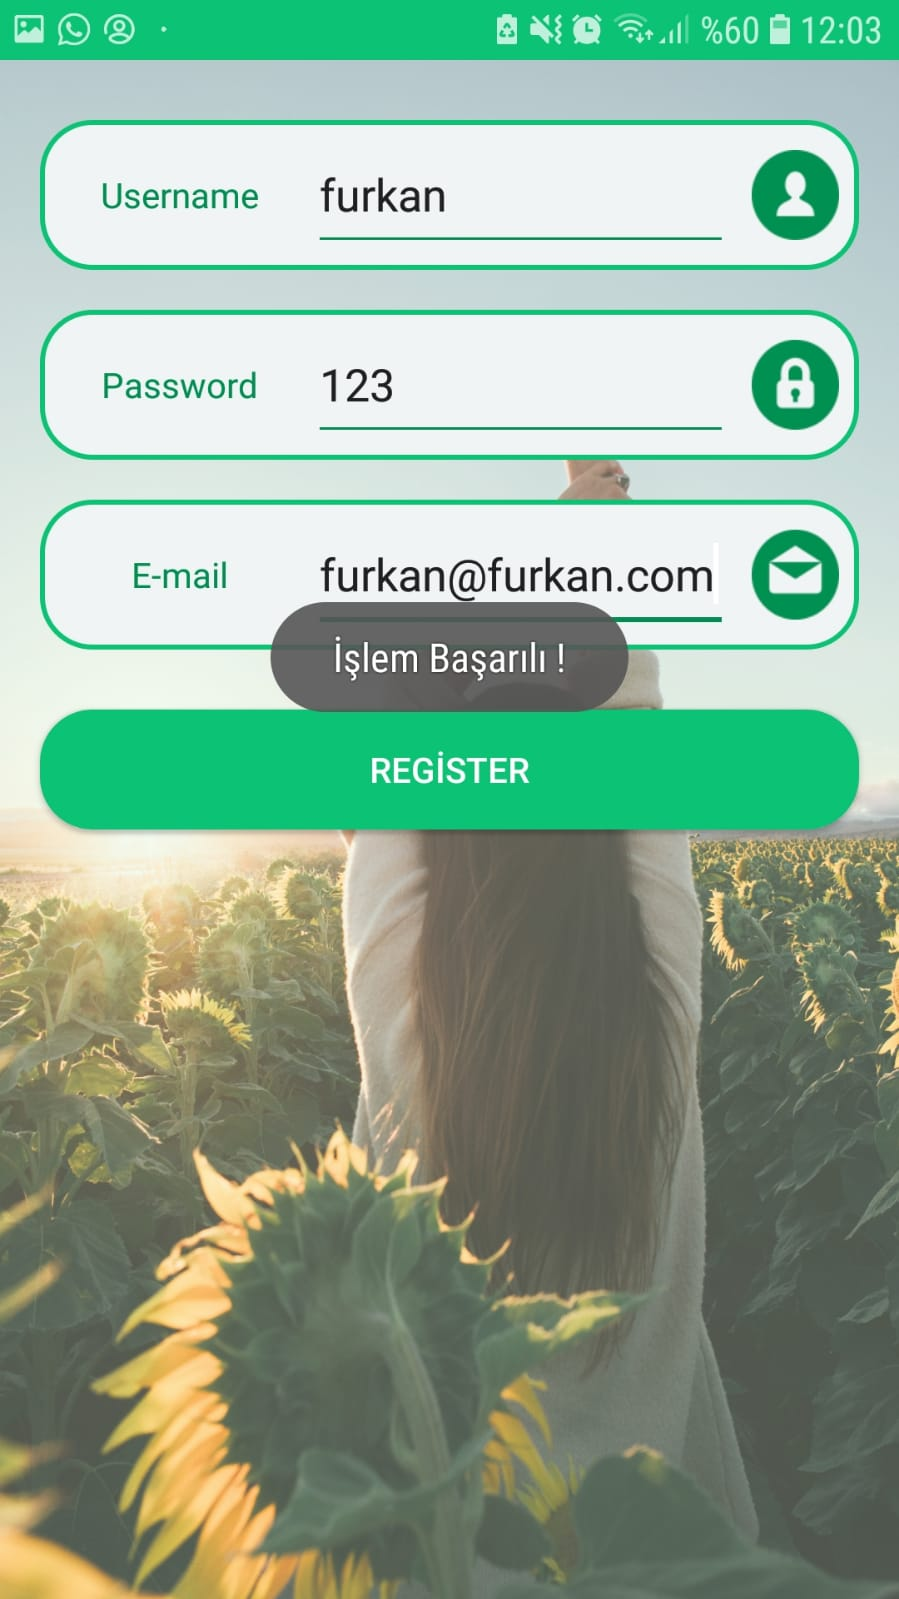 %60 12:03
Username furkan
Password 123
E-mail furkan@furkan.com
İşlem Başarılı !
REGİSTER